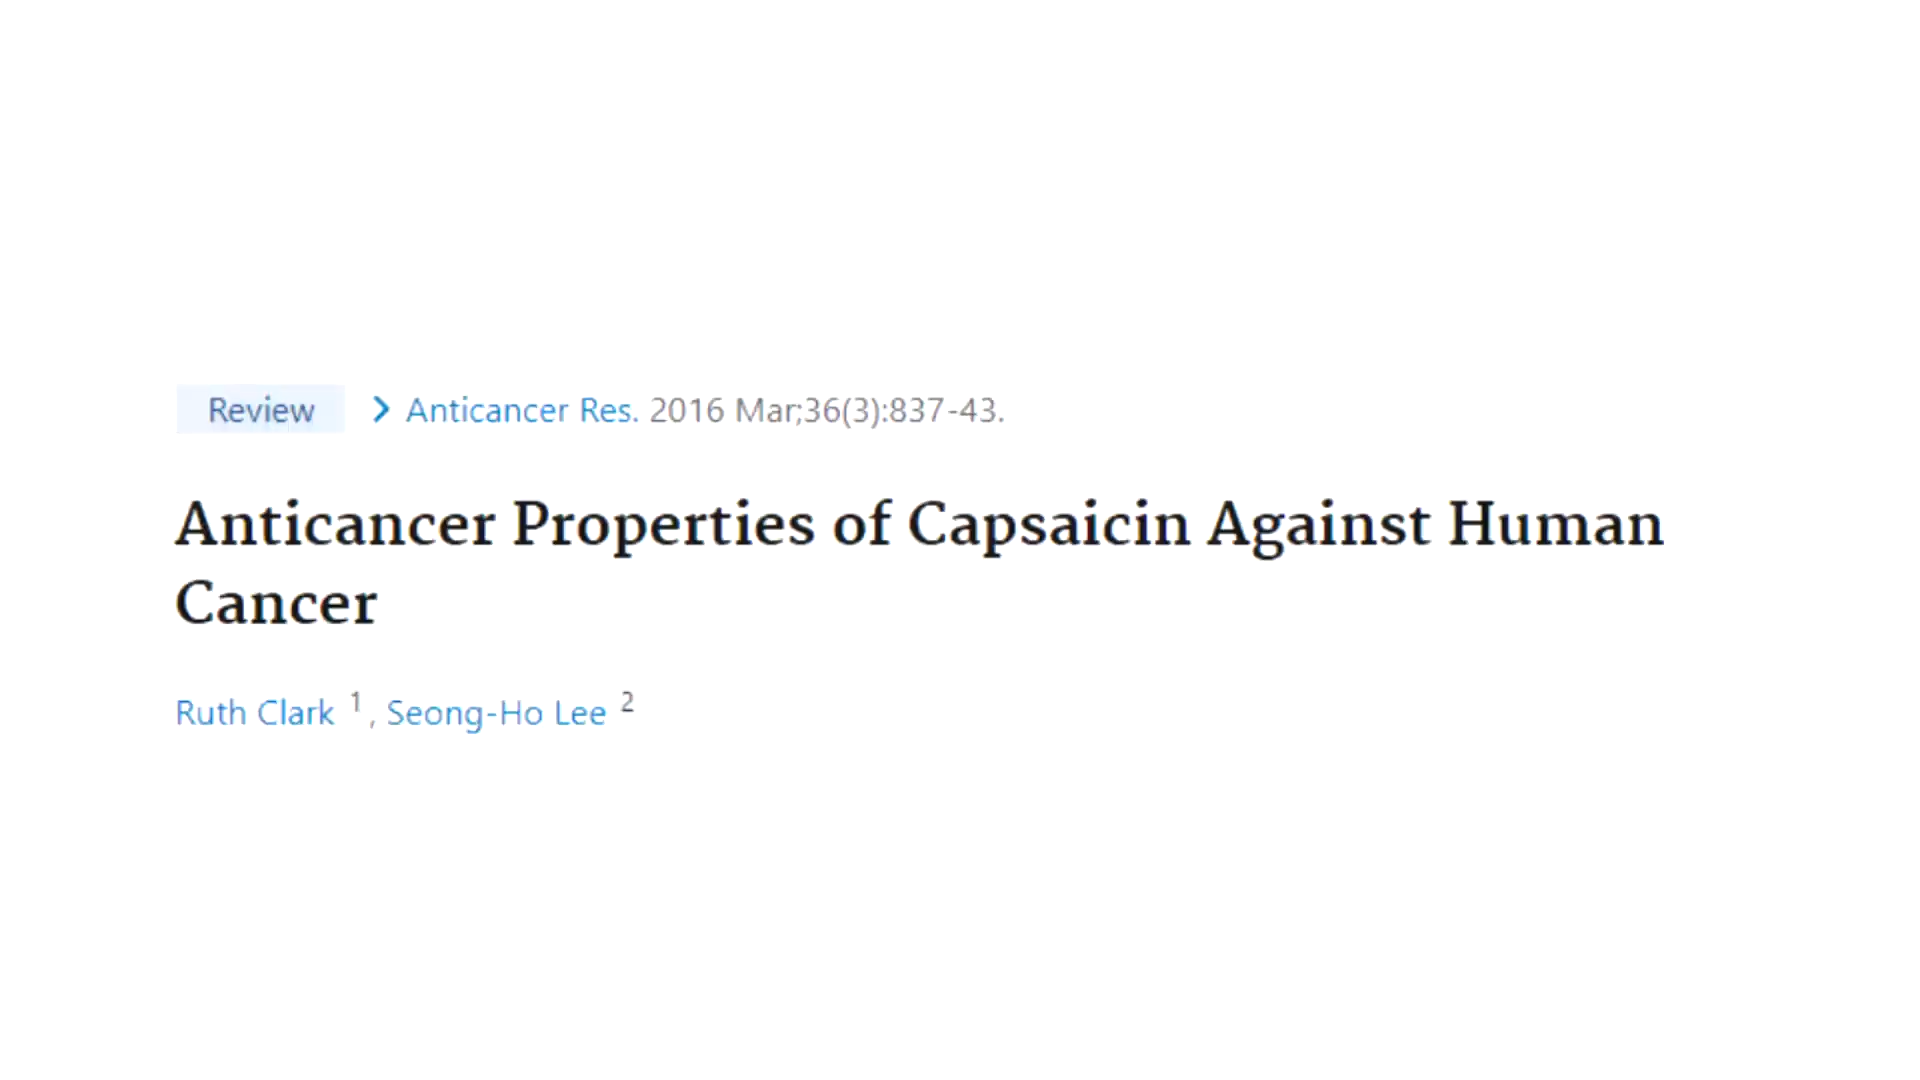 Review > Anticancer Res. 2016 Mar;36(3):837-43.
Anticancer Properties of Capsaicin Against Human
Cancer
Ruth Clark 1, Seong-Ho Lee 2